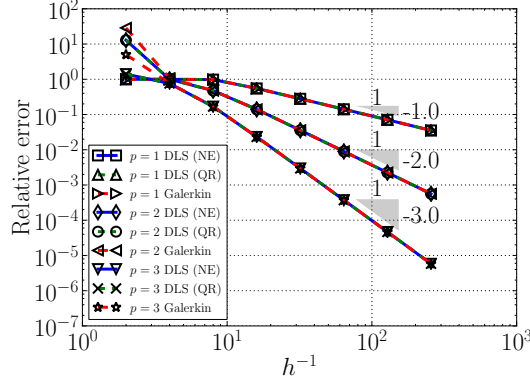 10^2
10^1
10^0
10^-1
10^-2
10^-3
10^-4
10^-5
10^-6
10^-7
Relative error
1
-1.0
1
-2.0
1
-3.0
p = 1 DLS (NE)
p = 1 DLS (QR)
p = 1 Galerkin
p = 2 DLS (NE)
p = 2 DLS (QR)
p = 2 Galerkin
p = 3 DLS (NE)
p = 3 DLS (QR)
p = 3 Galerkin
10^0
10^1
10^2
10^3
h^-1